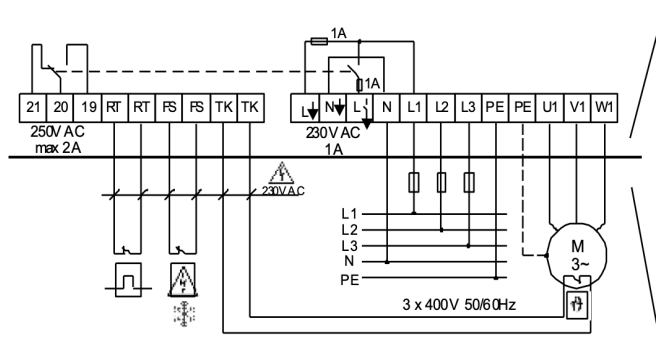 1A
1A
21 20 19 RT RT FS FS TK TK
L N L N L1 L2 L3 PE PE U1 V1 W1
250V AC
max 2A
230V AC
1A
230V AC
L1
L2
L3
N
PE
M
3~
3 x 400V 50/60Hz